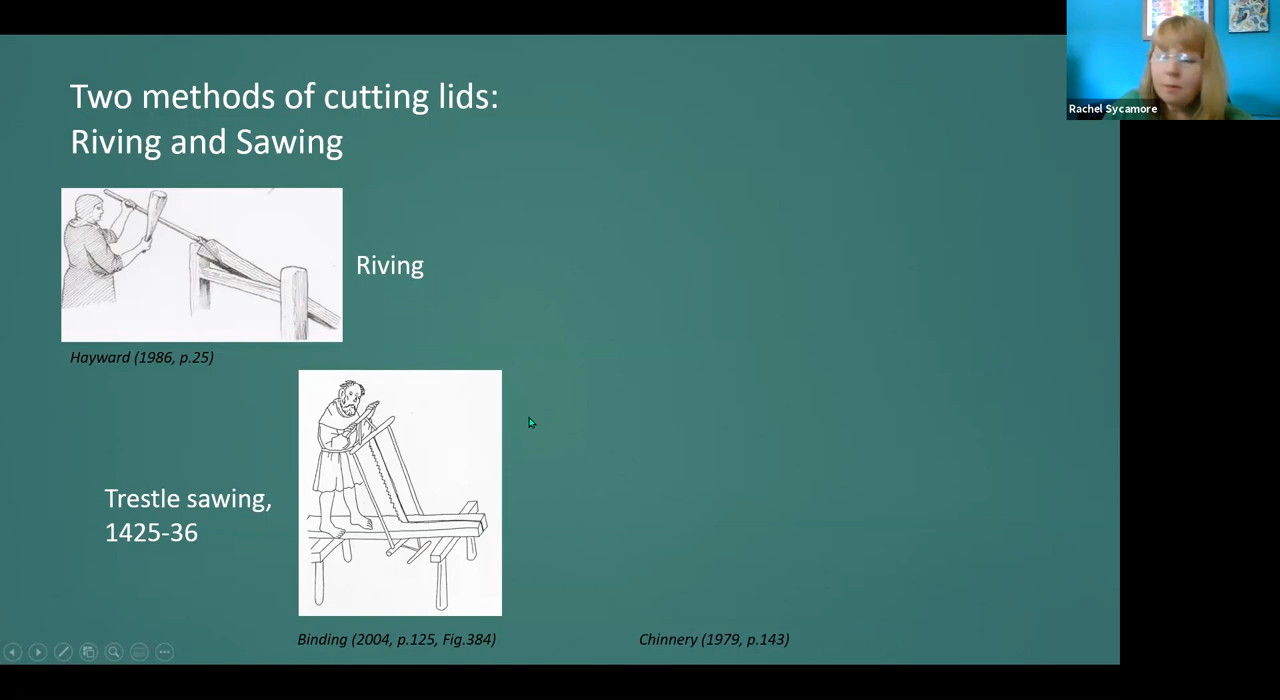 Two methods of cutting lids:
Riving and Sawing
Rachel Sycamore
Riving
Hayward (1986, p.25)
Trestle sawing,
1425-36
Binding (2004, p.125, Fig.384)
Chinnery (1979, p.143)